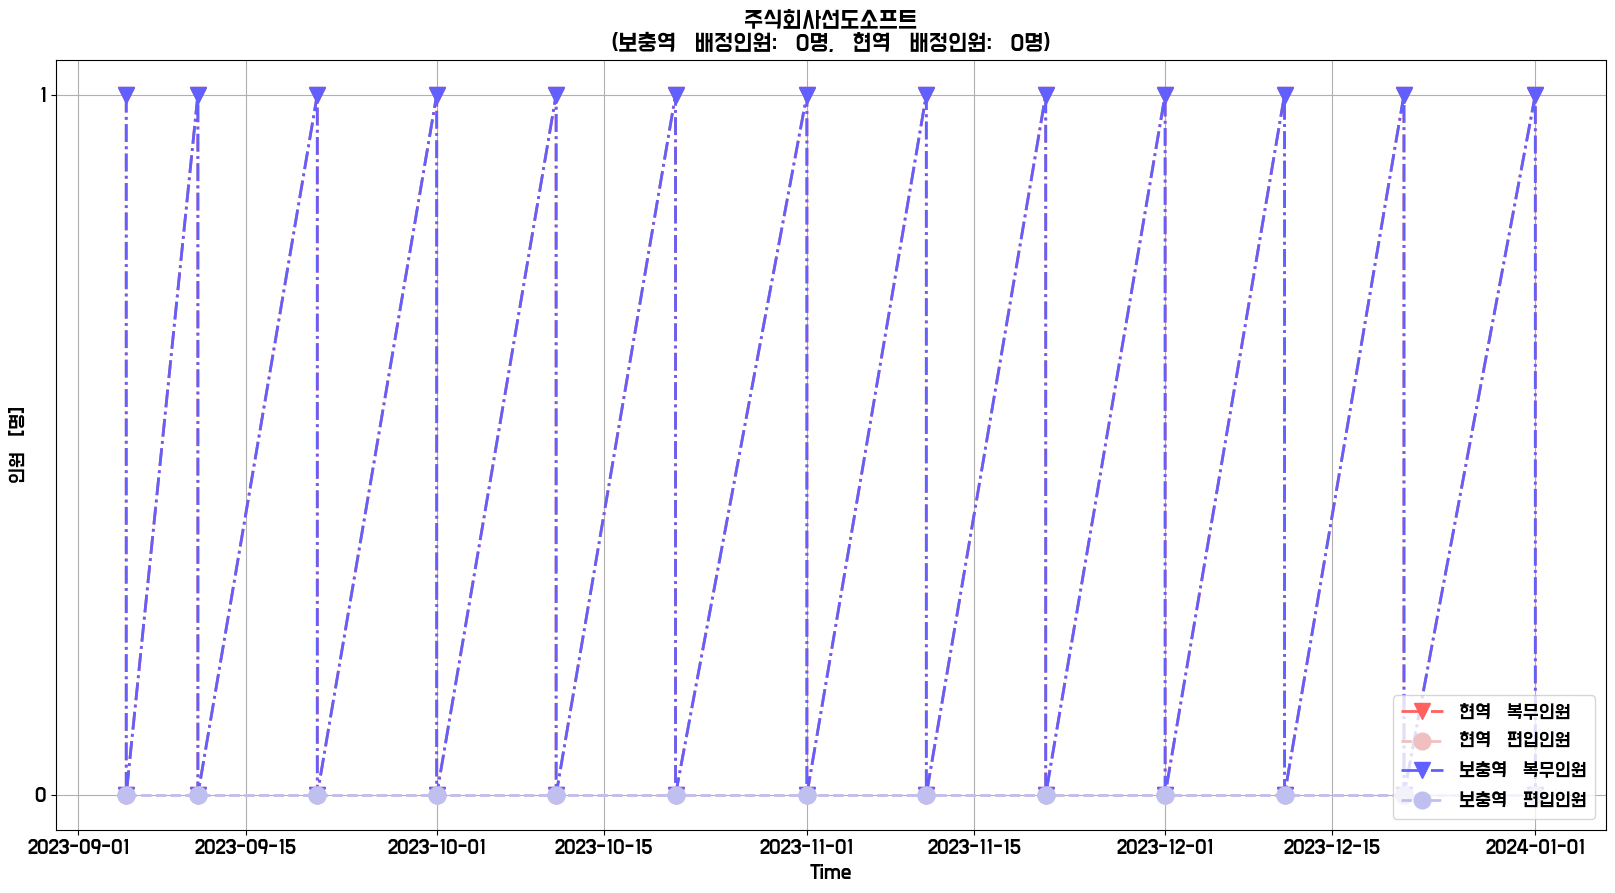 주식회사선도소프트
(보충역 배정인원: 0명, 현역 배정인원: 0명)
인원 [명]
1
0
현역 복무인원
현역 편입인원
보충역 복무인원
보충역 편입인원
2023-09-01 2023-09-15 2023-10-01 2023-10-15 2023-11-01 2023-11-15 2023-12-01 2023-12-15 2024-01-01
Time